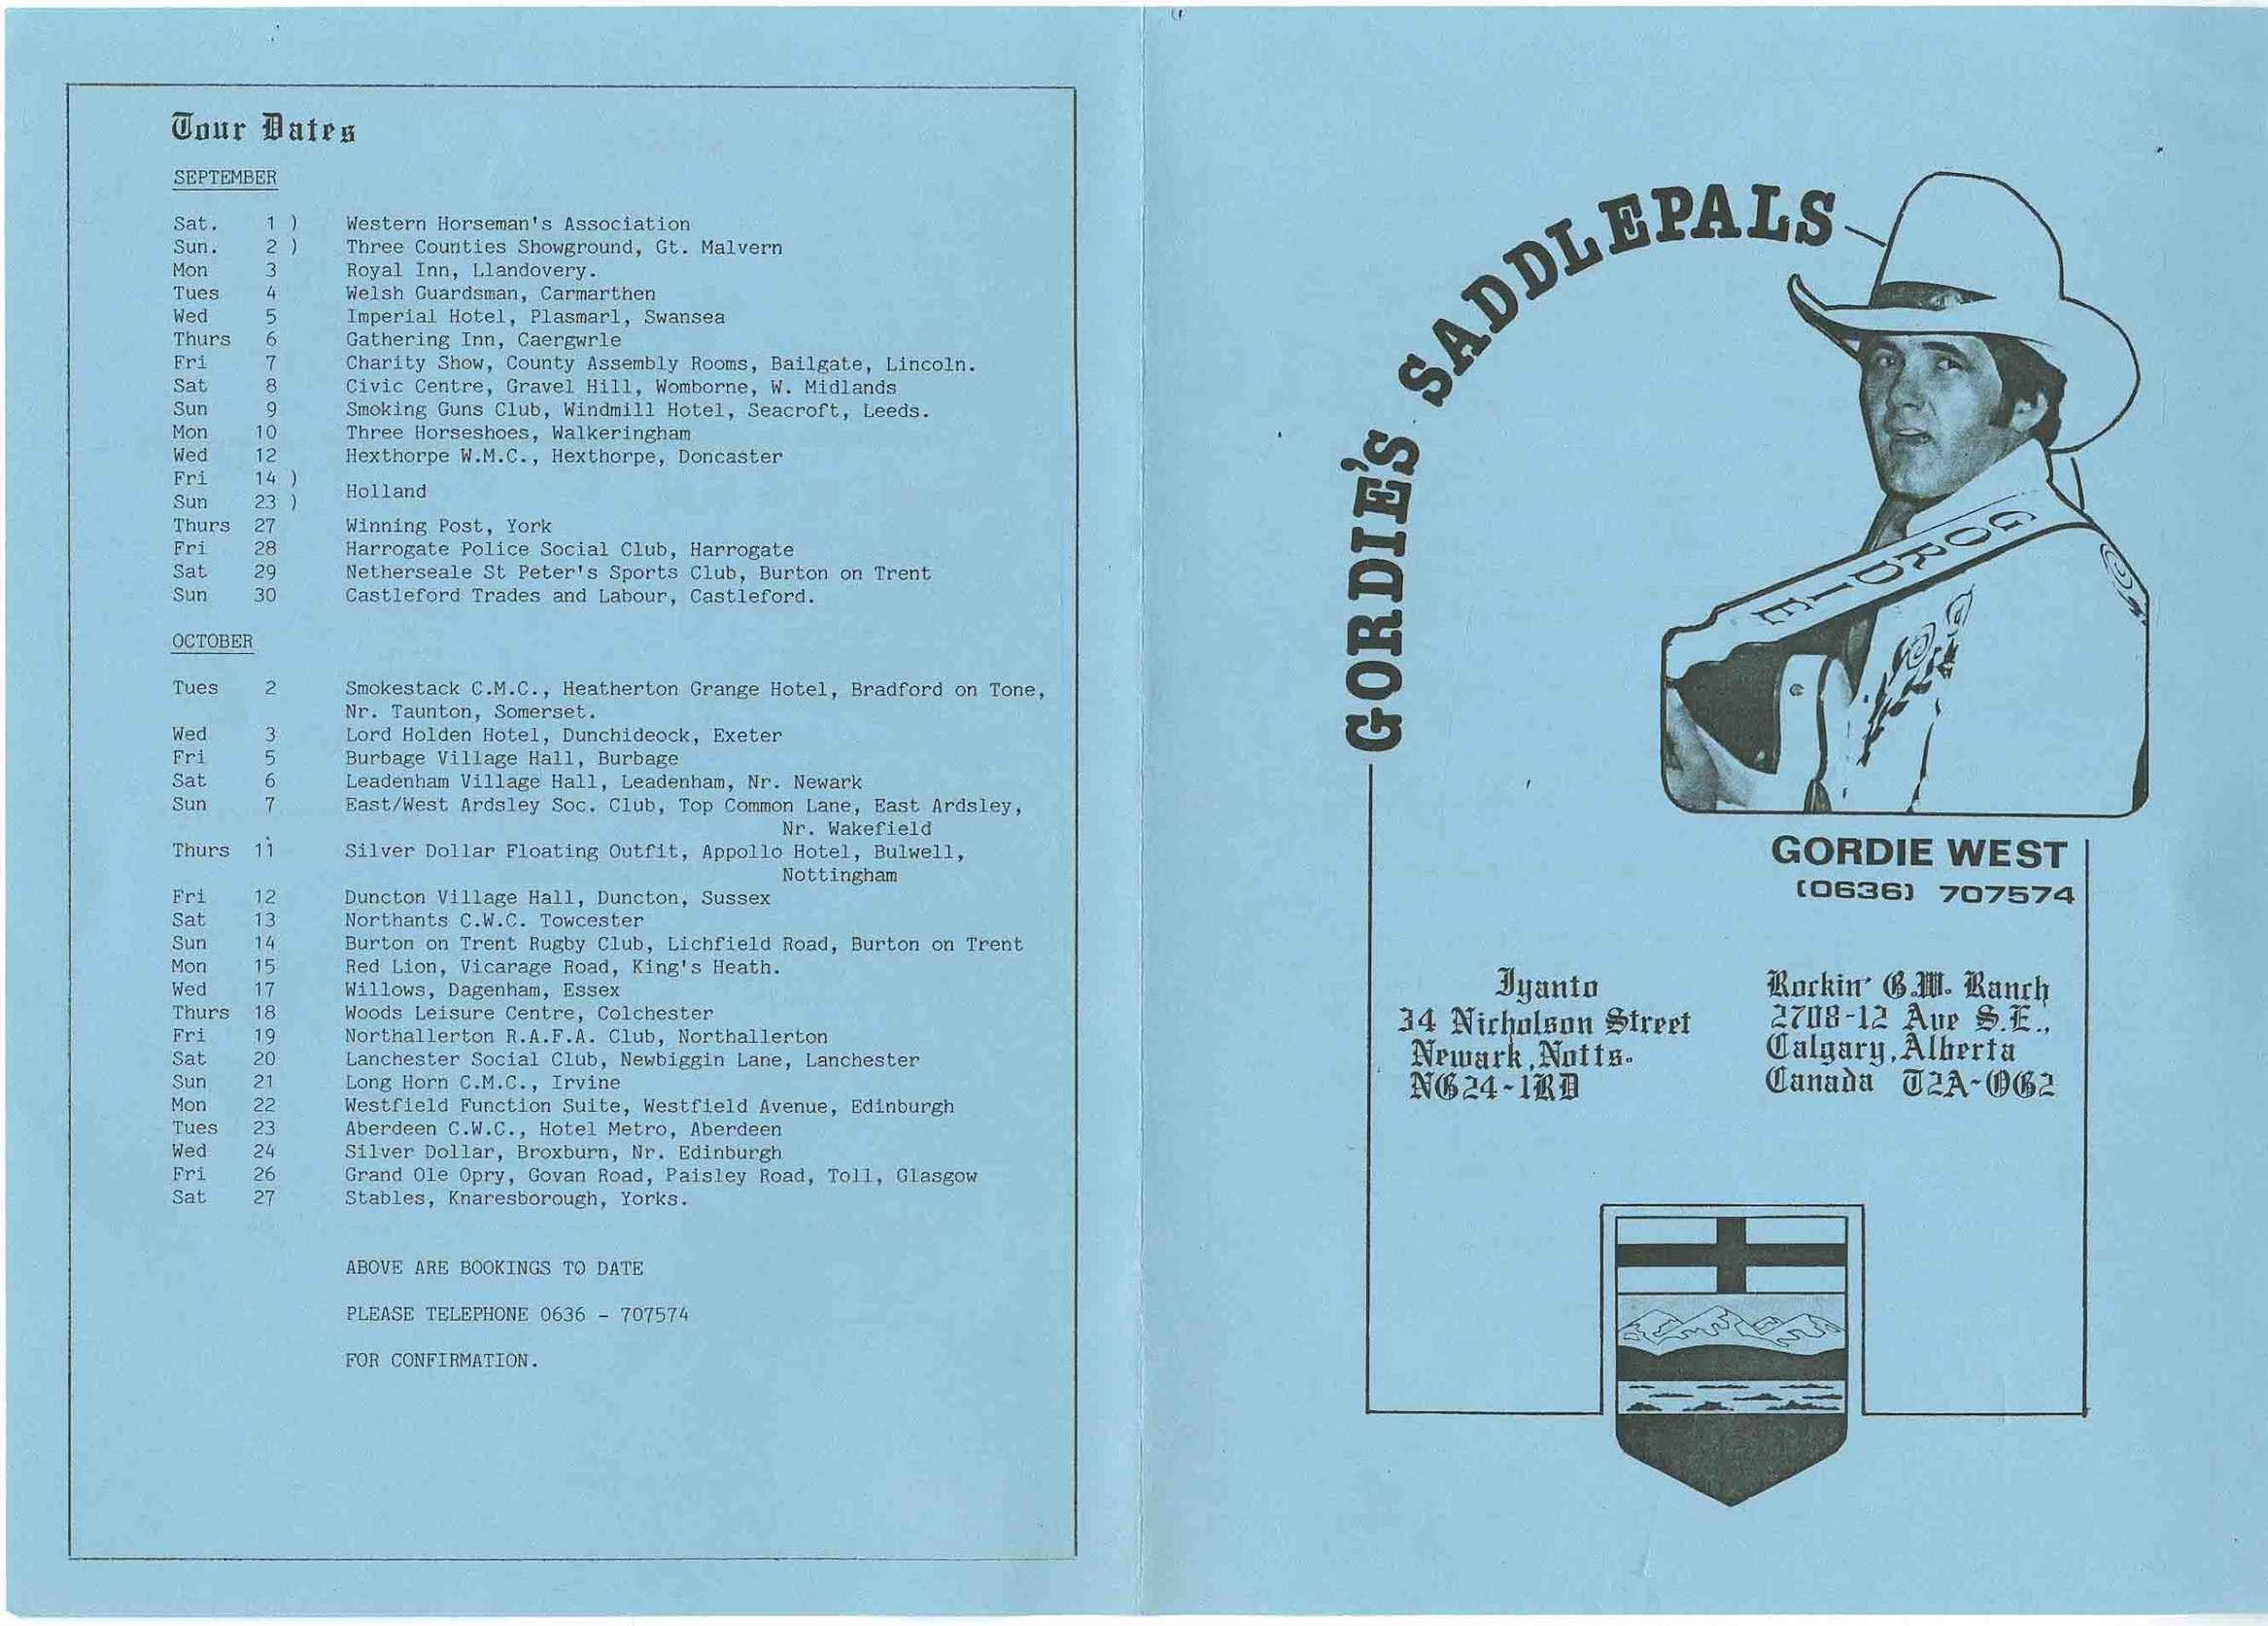 Tour Dates
SEPTEMBER
Sat. 1 ) Western Horseman's Association
Sun. 2 ) Three Counties Showground, Gt. Malvern
Mon 3 Royal Inn, Llandovery.
Tues 4 Welsh Guardsman, Carmarthen
Wed 5 Imperial Hotel, Plasmarl, Swansea
Thurs 6 Gathering Inn, Caergwrle
Fri 7 Charity Show, County Assembly Rooms, Bailgate, Lincoln.
Sat 8 Civic Centre, Gravel Hill, Womborne, W. Midlands
Sun 9 Smoking Guns Club, Windmill Hotel, Seacroft, Leeds.
Mon 10 Three Horseshoes, Walkeringham
Wed 12 Hexthorpe W.M.C., Hexthorpe, Doncaster
Fri 14 )
Holland
Sun 23 )
Thurs 27 Winning Post, York
Fri 28 Harrogate Police Social Club, Harrogate
Sat 29 Netherseale St Peter's Sports Club, Burton on Trent
Sun 30 Castleford Trades and Labour, Castleford.
OCTOBER
Tues 2 Smokestack C.M.C., Heatherton Grange Hotel, Bradford on Tone,
Nr. Taunton, Somerset.
Wed 3 Lord Holden Hotel, Dunchideock, Exeter
Fri 5 Burbage Village Hall, Burbage
Sat 6 Leadenham Village Hall, Leadenham, Nr. Newark
Sun 7 East/West Ardsley Soc. Club, Top Common Lane, East Ardsley,
Nr. Wakefield
Thurs 11 Silver Dollar Floating Outfit, Appollo Hotel, Bulwell,
Nottingham
Fri 12 Duncton Village Hall, Duncton, Sussex
Sat 13 Northants C.W.C. Towcester
Sun 14 Burton on Trent Rugby Club, Lichfield Road, Burton on Trent
Mon 15 Red Lion, Vicarage Road, King's Heath.
Wed 17 Willows, Dagenham, Essex
Thurs 18 Woods Leisure Centre, Colchester
Fri 19 Northallerton R.A.F.A. Club, Northallerton
Sat 20 Lanchester Social Club, Newbiggin Lane, Lanchester
Sun 21 Long Horn C.M.C., Irvine
Mon 22 Westfield Function Suite, Westfield Avenue, Edinburgh
Tues 23 Aberdeen C.W.C., Hotel Metro, Aberdeen
Wed 24 Silver Dollar, Broxburn, Nr. Edinburgh
Fri 26 Grand Ole Opry, Govan Road, Paisley Road, Toll, Glasgow
Sat 27 Stables, Knaresborough, Yorks.
ABOVE ARE BOOKINGS TO DATE
PLEASE TELEPHONE 0636 - 707574
FOR CONFIRMATION.
GORDIE'S SADDLEPALS
GORDIE
GORDIE WEST
(0636) 707574
Iyanto
34 Nicholson Street
Newark, Notts.
NG24-1RD
Rockin' G.W. Ranch
2708-12 Ave S.E.,
Calgary, Alberta
Canada T2A-0G2